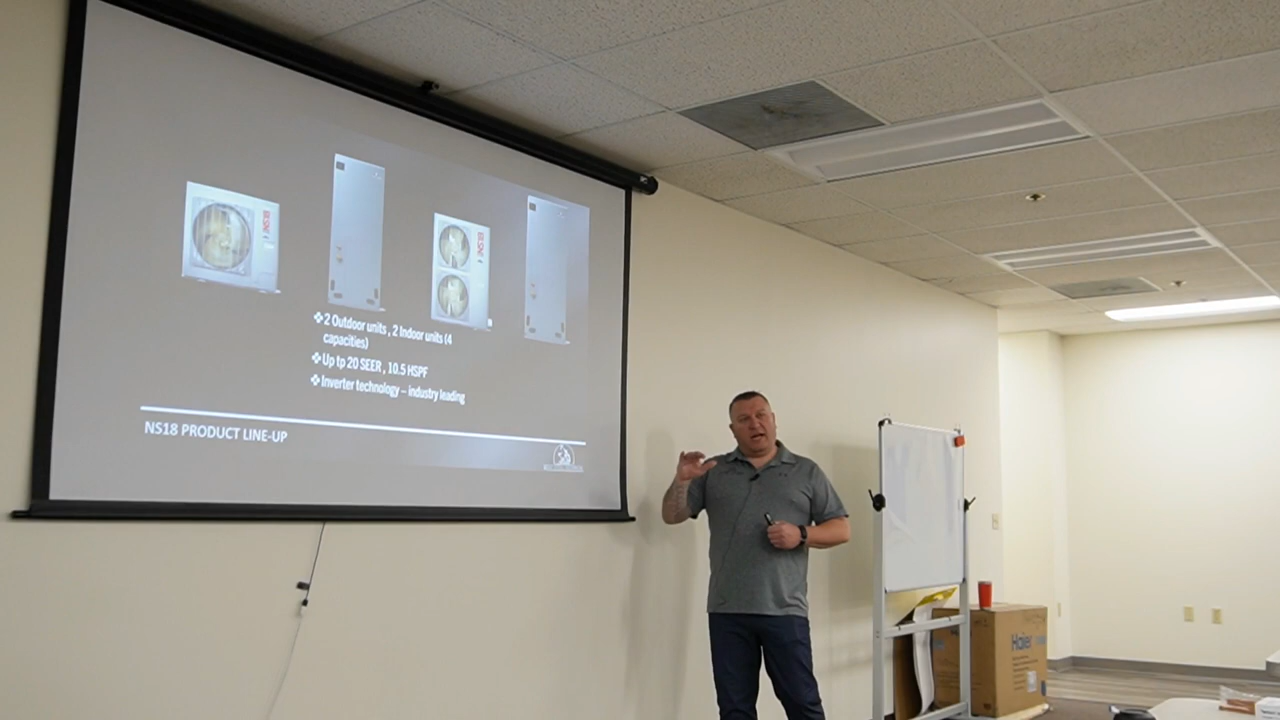 ❖2 Outdoor units , 2 Indoor units (4
capacities)
❖Up tp 20 SEER , 10.5 HSPF
❖Inverter technology – industry leading
NS18 PRODUCT LINE-UP
Haier